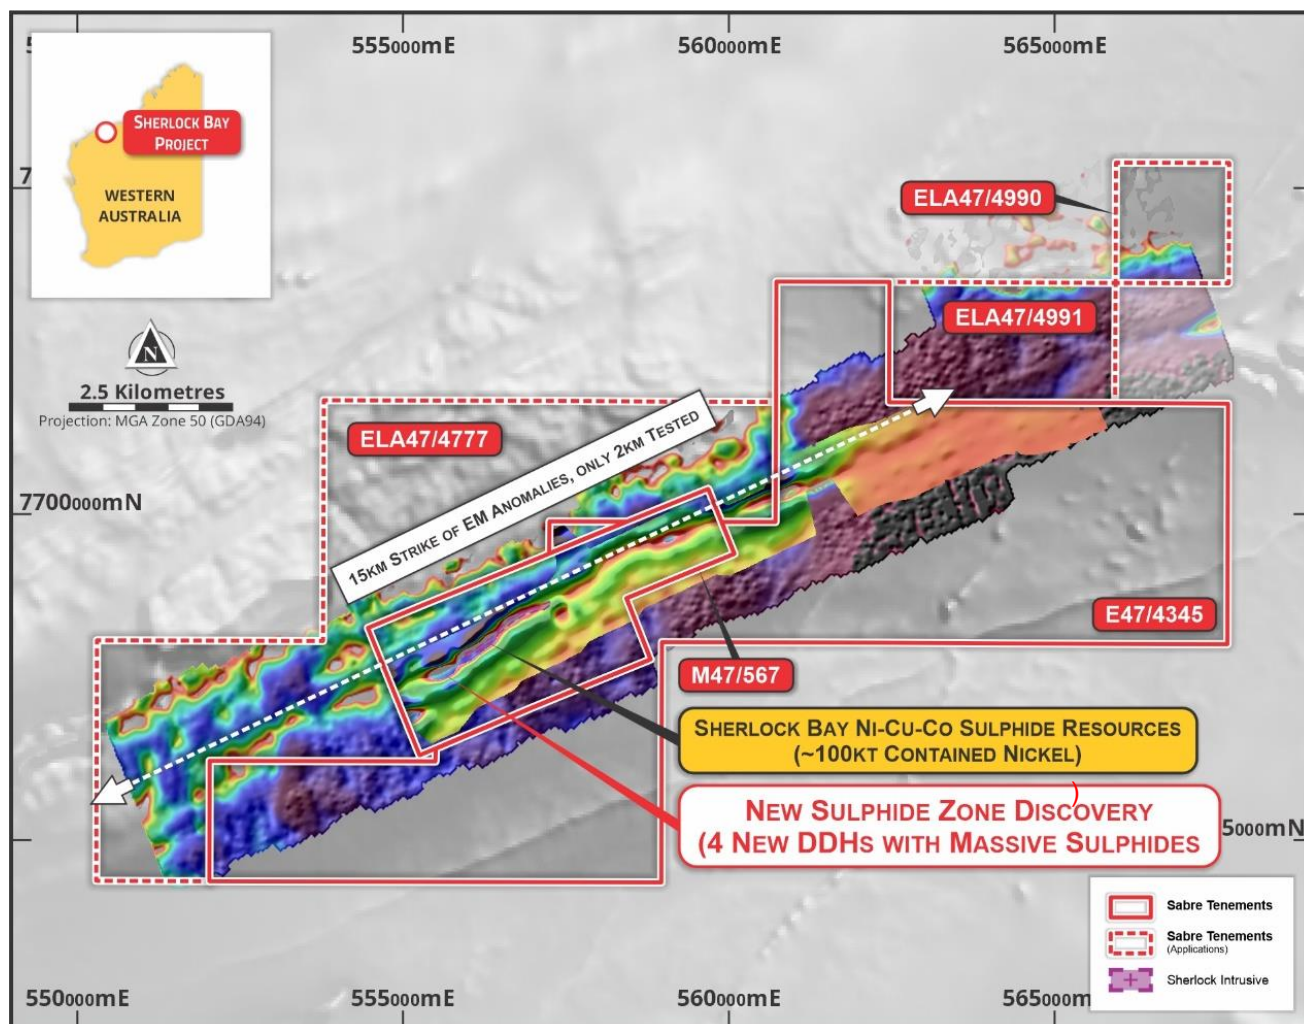 555000mE
560000mE
565000mE
SHERLOCK BAY
PROJECT
WESTERN
AUSTRALIA
ELA47/4990
ELA47/4991
N
2.5 Kilometres
Projection: MGA Zone 50 (GDA94)
ELA47/4777
15KM STRIKE OF EM ANOMALIES, ONLY 2KM TESTED
7700000mN
E47/4345
M47/567
SHERLOCK BAY NI-CU-CO SULPHIDE RESOURCES
(~100KT CONTAINED NICKEL)
NEW SULPHIDE ZONE DISCOVERY
(4 NEW DDHS WITH MASSIVE SULPHIDES
)
5000mN
Sabre Tenements
Sabre Tenements
(Applications)
Sherlock Intrusive
550000mE
555000mE
560000mE
565000m